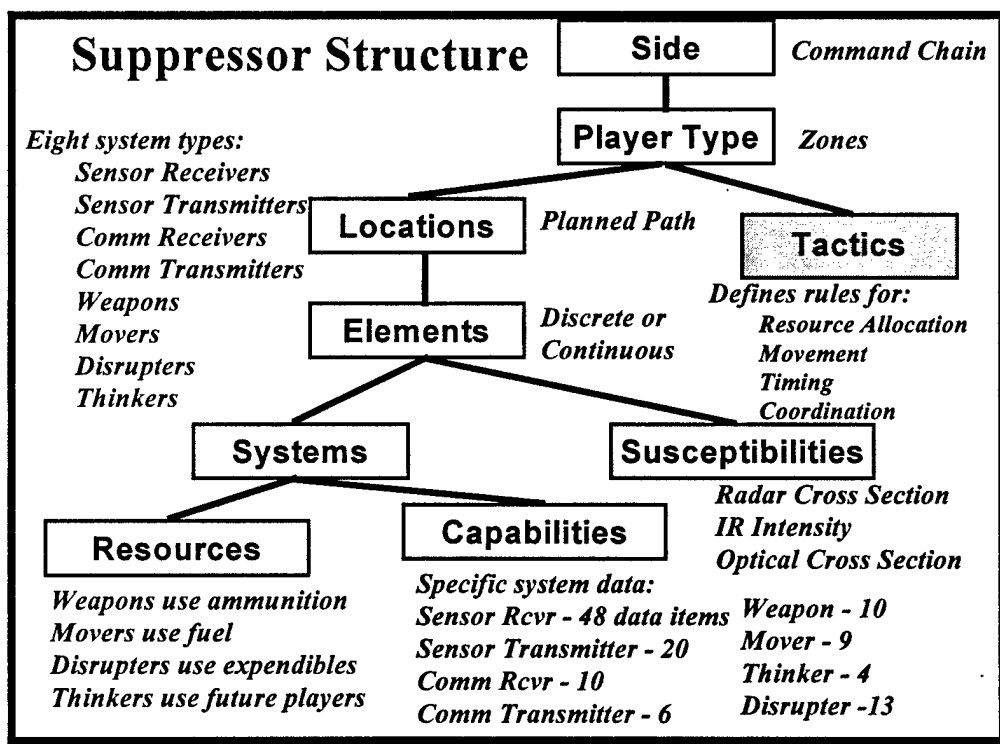 Suppressor Structure
Side
Command Chain
Player Type
Zones
Eight system types:
Sensor Receivers
Sensor Transmitters
Comm Receivers
Comm Transmitters
Weapons
Movers
Disrupters
Thinkers
Locations
Planned Path
Tactics
Defines rules for:
Resource Allocation
Movement
Timing
Coordination
Elements
Discrete or
Continuous
Systems
Susceptibilities
Radar Cross Section
IR Intensity
Optical Cross Section
Resources
Weapons use ammunition
Movers use fuel
Disrupters use expendibles
Thinkers use future players
Capabilities
Specific system data:
Sensor Rcvr - 48 data items
Sensor Transmitter - 20
Comm Rcvr - 10
Comm Transmitter - 6
Weapon - 10
Mover - 9
Thinker - 4
Disrupter -13